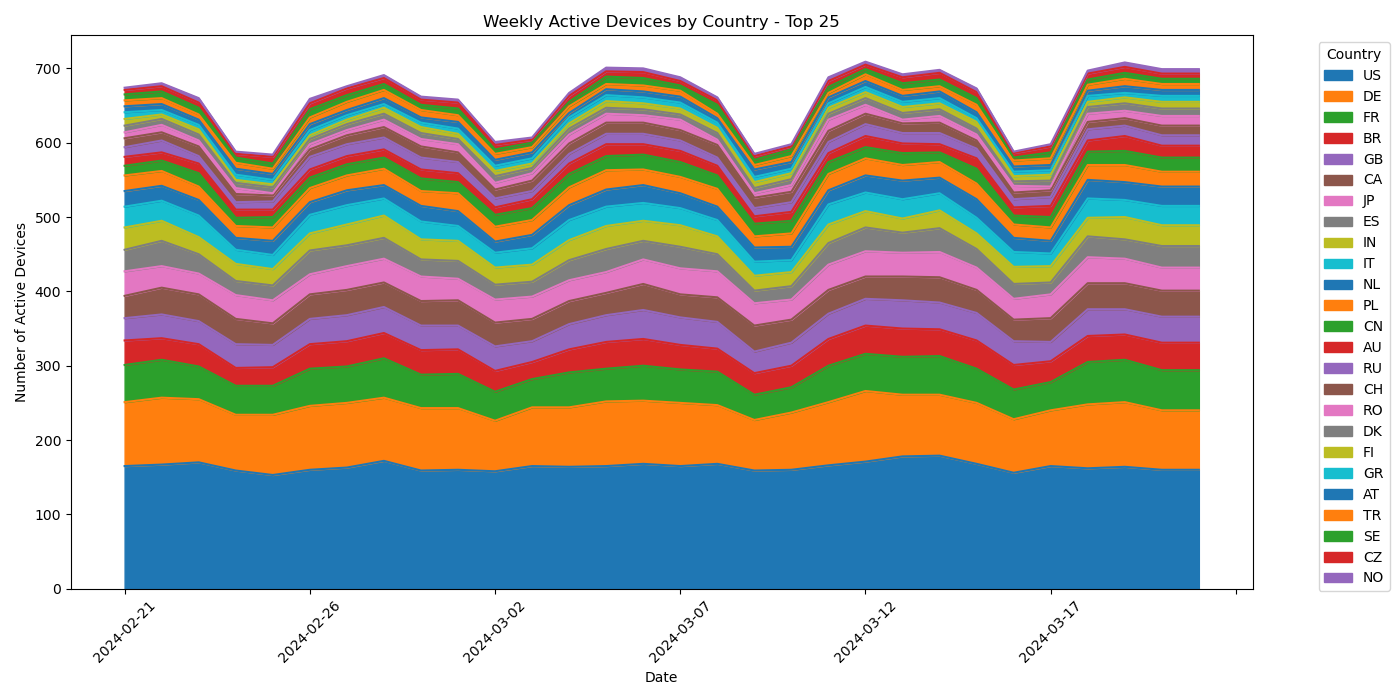 Weekly Active Devices by Country - Top 25
Number of Active Devices
700
600
500
400
300
200
100
0
2024-02-21
2024-02-26
2024-03-02
2024-03-07
2024-03-12
2024-03-17
Date
Country
US
DE
FR
BR
GB
CA
JP
ES
IN
IT
NL
PL
CN
AU
RU
CH
RO
DK
FI
GR
AT
TR
SE
CZ
NO